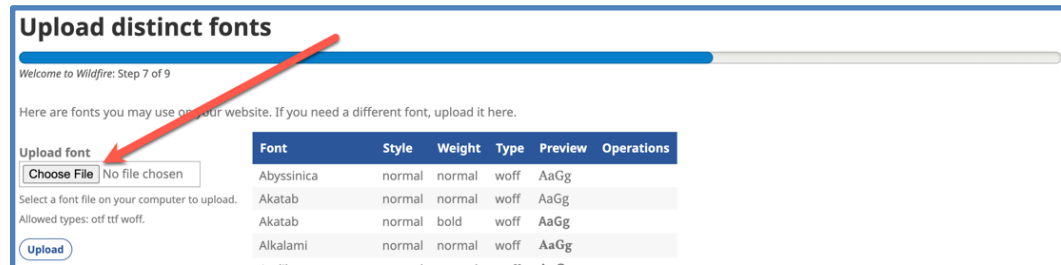 Upload distinct fonts
Welcome to Wildfire: Step 7 of 9
Here are fonts you may use on your website. If you need a different font, upload it here.
Upload font
Choose File No file chosen
Select a font file on your computer to upload.
Allowed types: otf ttf woff.
Upload
Font Style Weight Type Preview Operations
Abyssinica normal normal woff AaGg
Akatab normal normal woff AaGg
Akatab normal bold woff AaGg
Alkalami normal normal woff AaGg